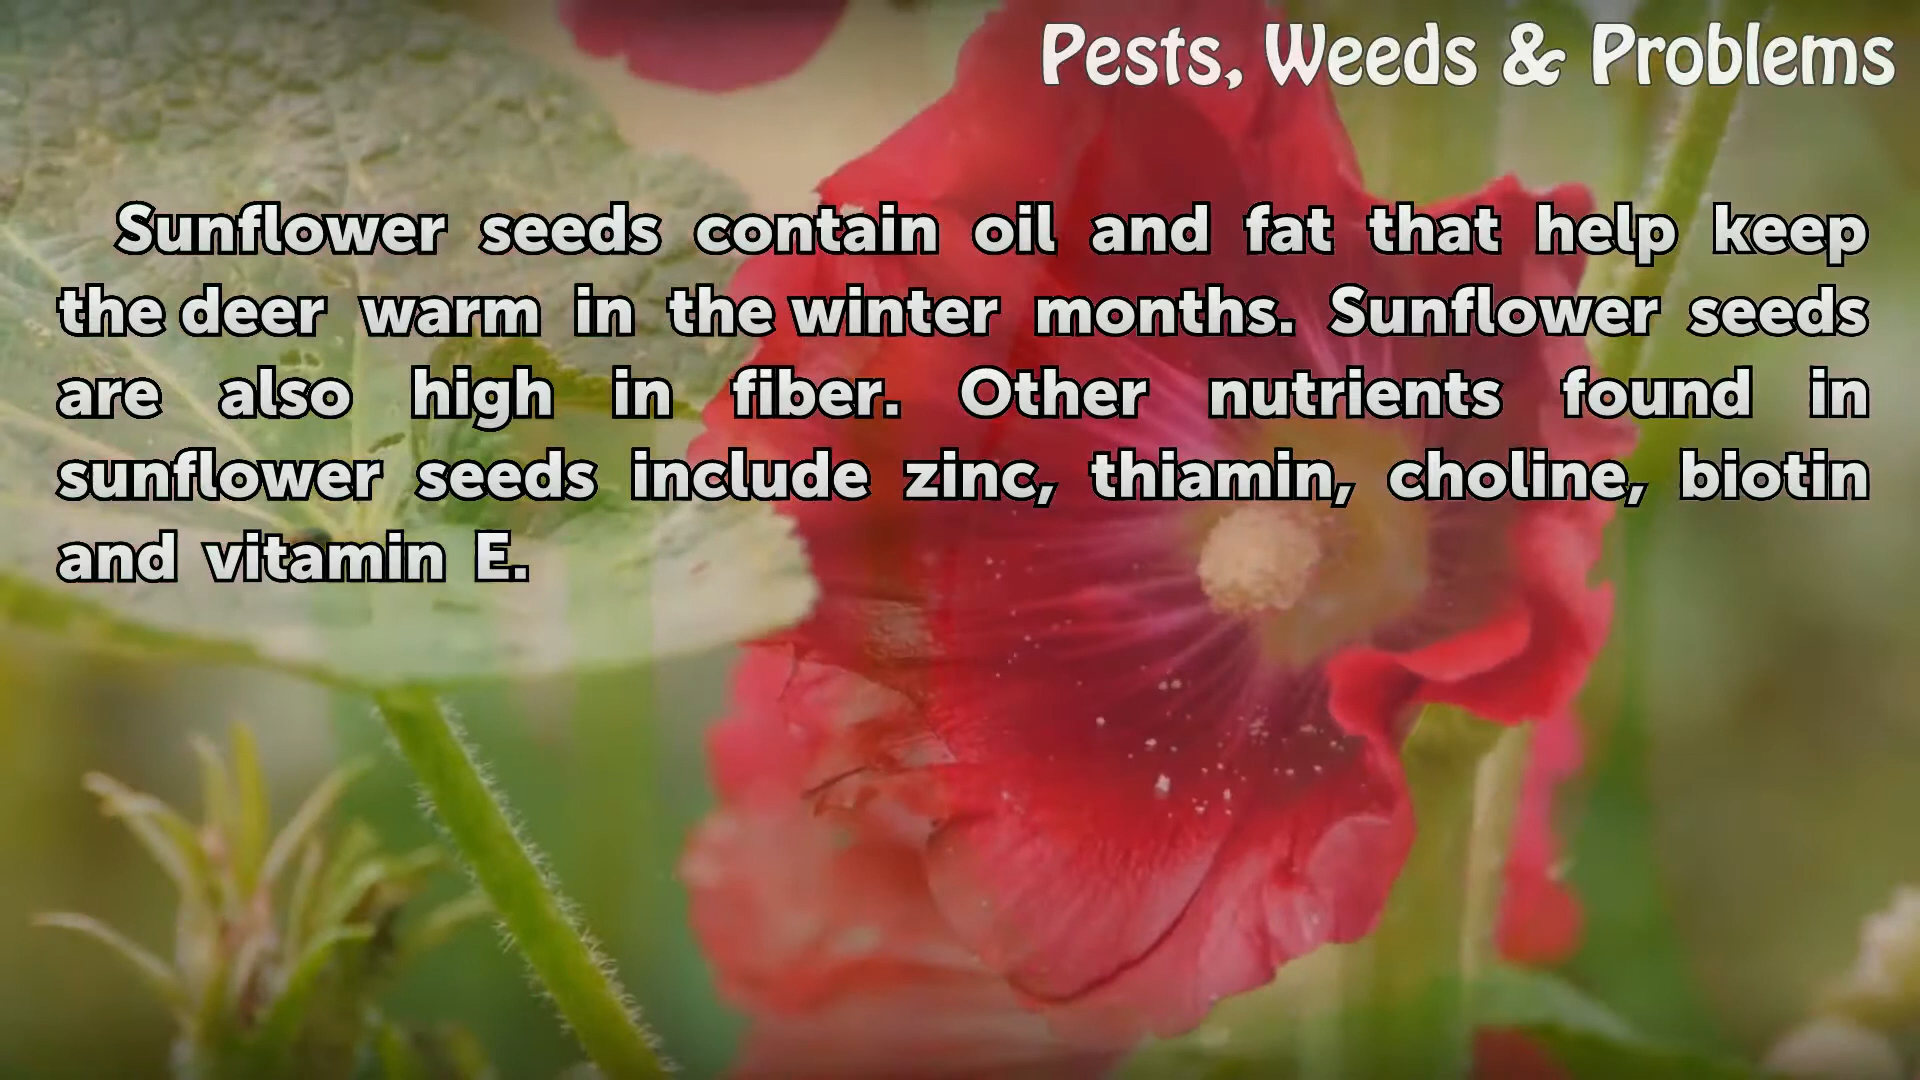 Pests, Weeds & Problems
Sunflower seeds contain oil and fat that help keep
the deer warm in the winter months. Sunflower seeds
are also high in fiber. Other nutrients found in
sunflower seeds include zinc, thiamin, choline, biotin
and vitamin E.